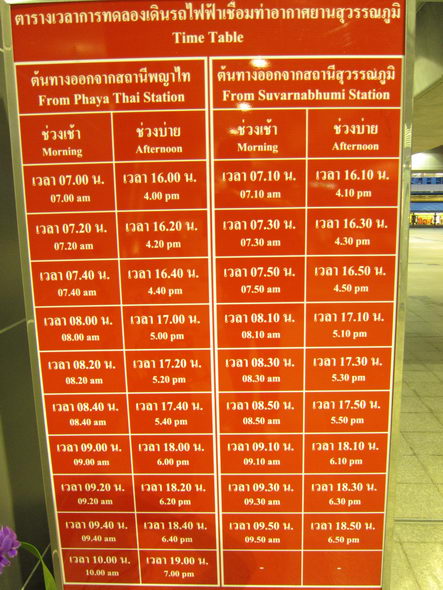 ตารางเวลาการทดลองเดินรถไฟฟ้าเชื่อมท่าอากาศยานสุวรรณภูมิ
Time Table
ต้นทางออกจากสถานีพญาไท ต้นทางออกจากสถานีสุวรรณภูมิ
From Phaya Thai Station From Suvarnabhumi Station
ช่วงเช้า ช่วงบ่าย ช่วงเช้า ช่วงบ่าย
Morning Afternoon Morning Afternoon
เวลา 07.00 น. เวลา 16.00 น. เวลา 07.10 น. เวลา 16.10 น.
07.00 am 4.00 pm 07.10 am 4.10 pm
เวลา 07.20 น. เวลา 16.20 น. เวลา 07.30 น. เวลา 16.30 น.
07.20 am 4.20 pm 07.30 am 4.30 pm
เวลา 07.40 น. เวลา 16.40 น. เวลา 07.50 น. เวลา 16.50 น.
07.40 am 4.40 pm 07.50 am 4.50 pm
เวลา 08.00 น. เวลา 17.00 น. เวลา 08.10 น. เวลา 17.10 น.
08.00 am 5.00 pm 08.10 am 5.10 pm
เวลา 08.20 น. เวลา 17.20 น. เวลา 08.30 น. เวลา 17.30 น.
08.20 am 5.20 pm 08.30 am 5.30 pm
เวลา 08.40 น. เวลา 17.40 น. เวลา 08.50 น. เวลา 17.50 น.
08.40 am 5.40 pm 08.50 am 5.50 pm
เวลา 09.00 น. เวลา 18.00 น. เวลา 09.10 น. เวลา 18.10 น.
09.00 am 6.00 pm 09.10 am 6.10 pm
เวลา 09.20 น. เวลา 18.20 น. เวลา 09.30 น. เวลา 18.30 น.
09.20 am 6.20 pm 09.30 am 6.30 pm
เวลา 09.40 น. เวลา 18.40 น. เวลา 09.50 น. เวลา 18.50 น.
09.40 am 6.40 pm 09.50 am 6.50 pm
เวลา 10.00 น. เวลา 19.00 น. - -
10.00 am 7.00 pm